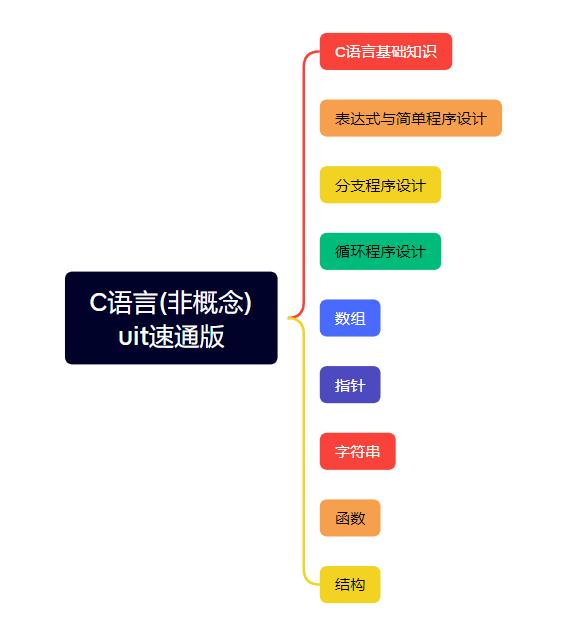 C语言(非概念)
uit速通版
C语言基础知识
表达式与简单程序设计
分支程序设计
循环程序设计
数组
指针
字符串
函数
结构